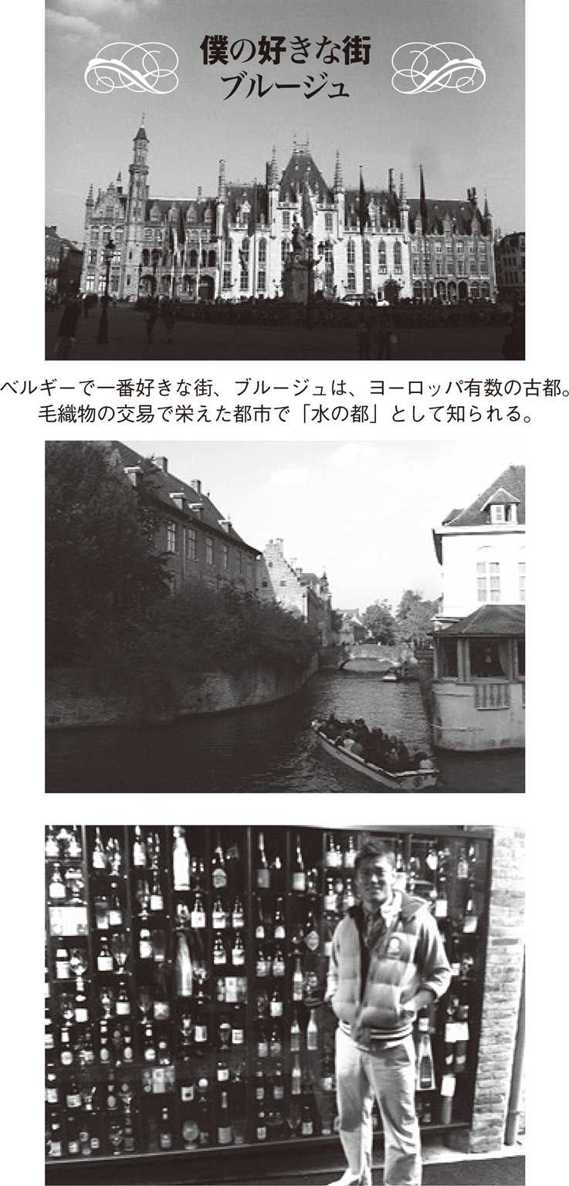 僕の好きな街
ブルージュ
ベルギーで一番好きな街、ブルージュは、ヨーロッパ有数の古都。
毛織物の交易で栄えた都市で「水の都」として知られる。